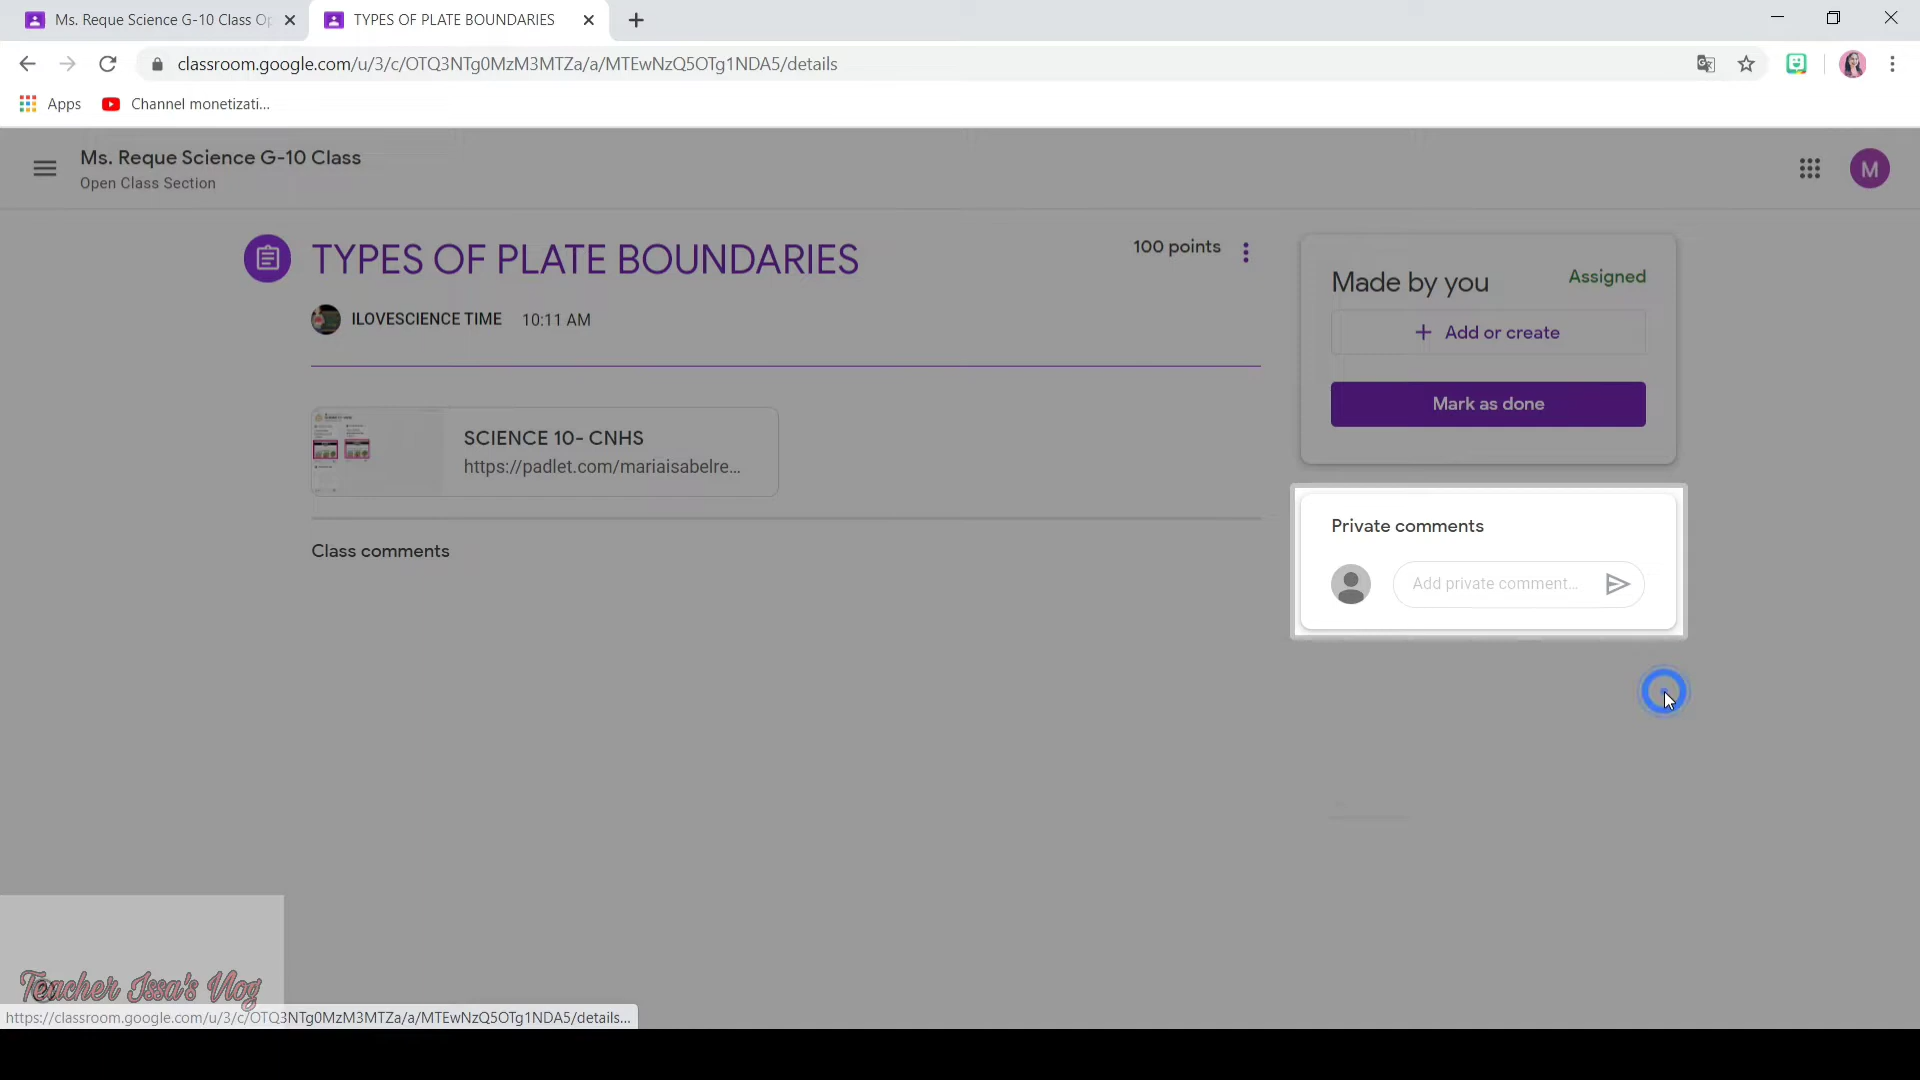 Ms. Reque Science G-10 Class Op
TYPES OF PLATE BOUNDARIES
classroom.google.com/u/3/c/OTQ3NTg0MzM3MTZa/a/MTEwNzQ5OTg1NDA5/details
Apps
Channel monetizati...
Ms. Reque Science G-10 Class
Open Class Section
M
TYPES OF PLATE BOUNDARIES
100 points
ILOVESCIENCE TIME 10:11 AM
SCIENCE 10- CNHS
https://padlet.com/mariaisabelre...
Class comments
Made by you
Assigned
+ Add or create
Mark as done
Private comments
Add private comment...
Teacher Issa's Vlog
https://classroom.google.com/u/3/c/OTQ3NTg0MzM3MTZa/a/MTEwNzQ5OTg1NDA5/details...